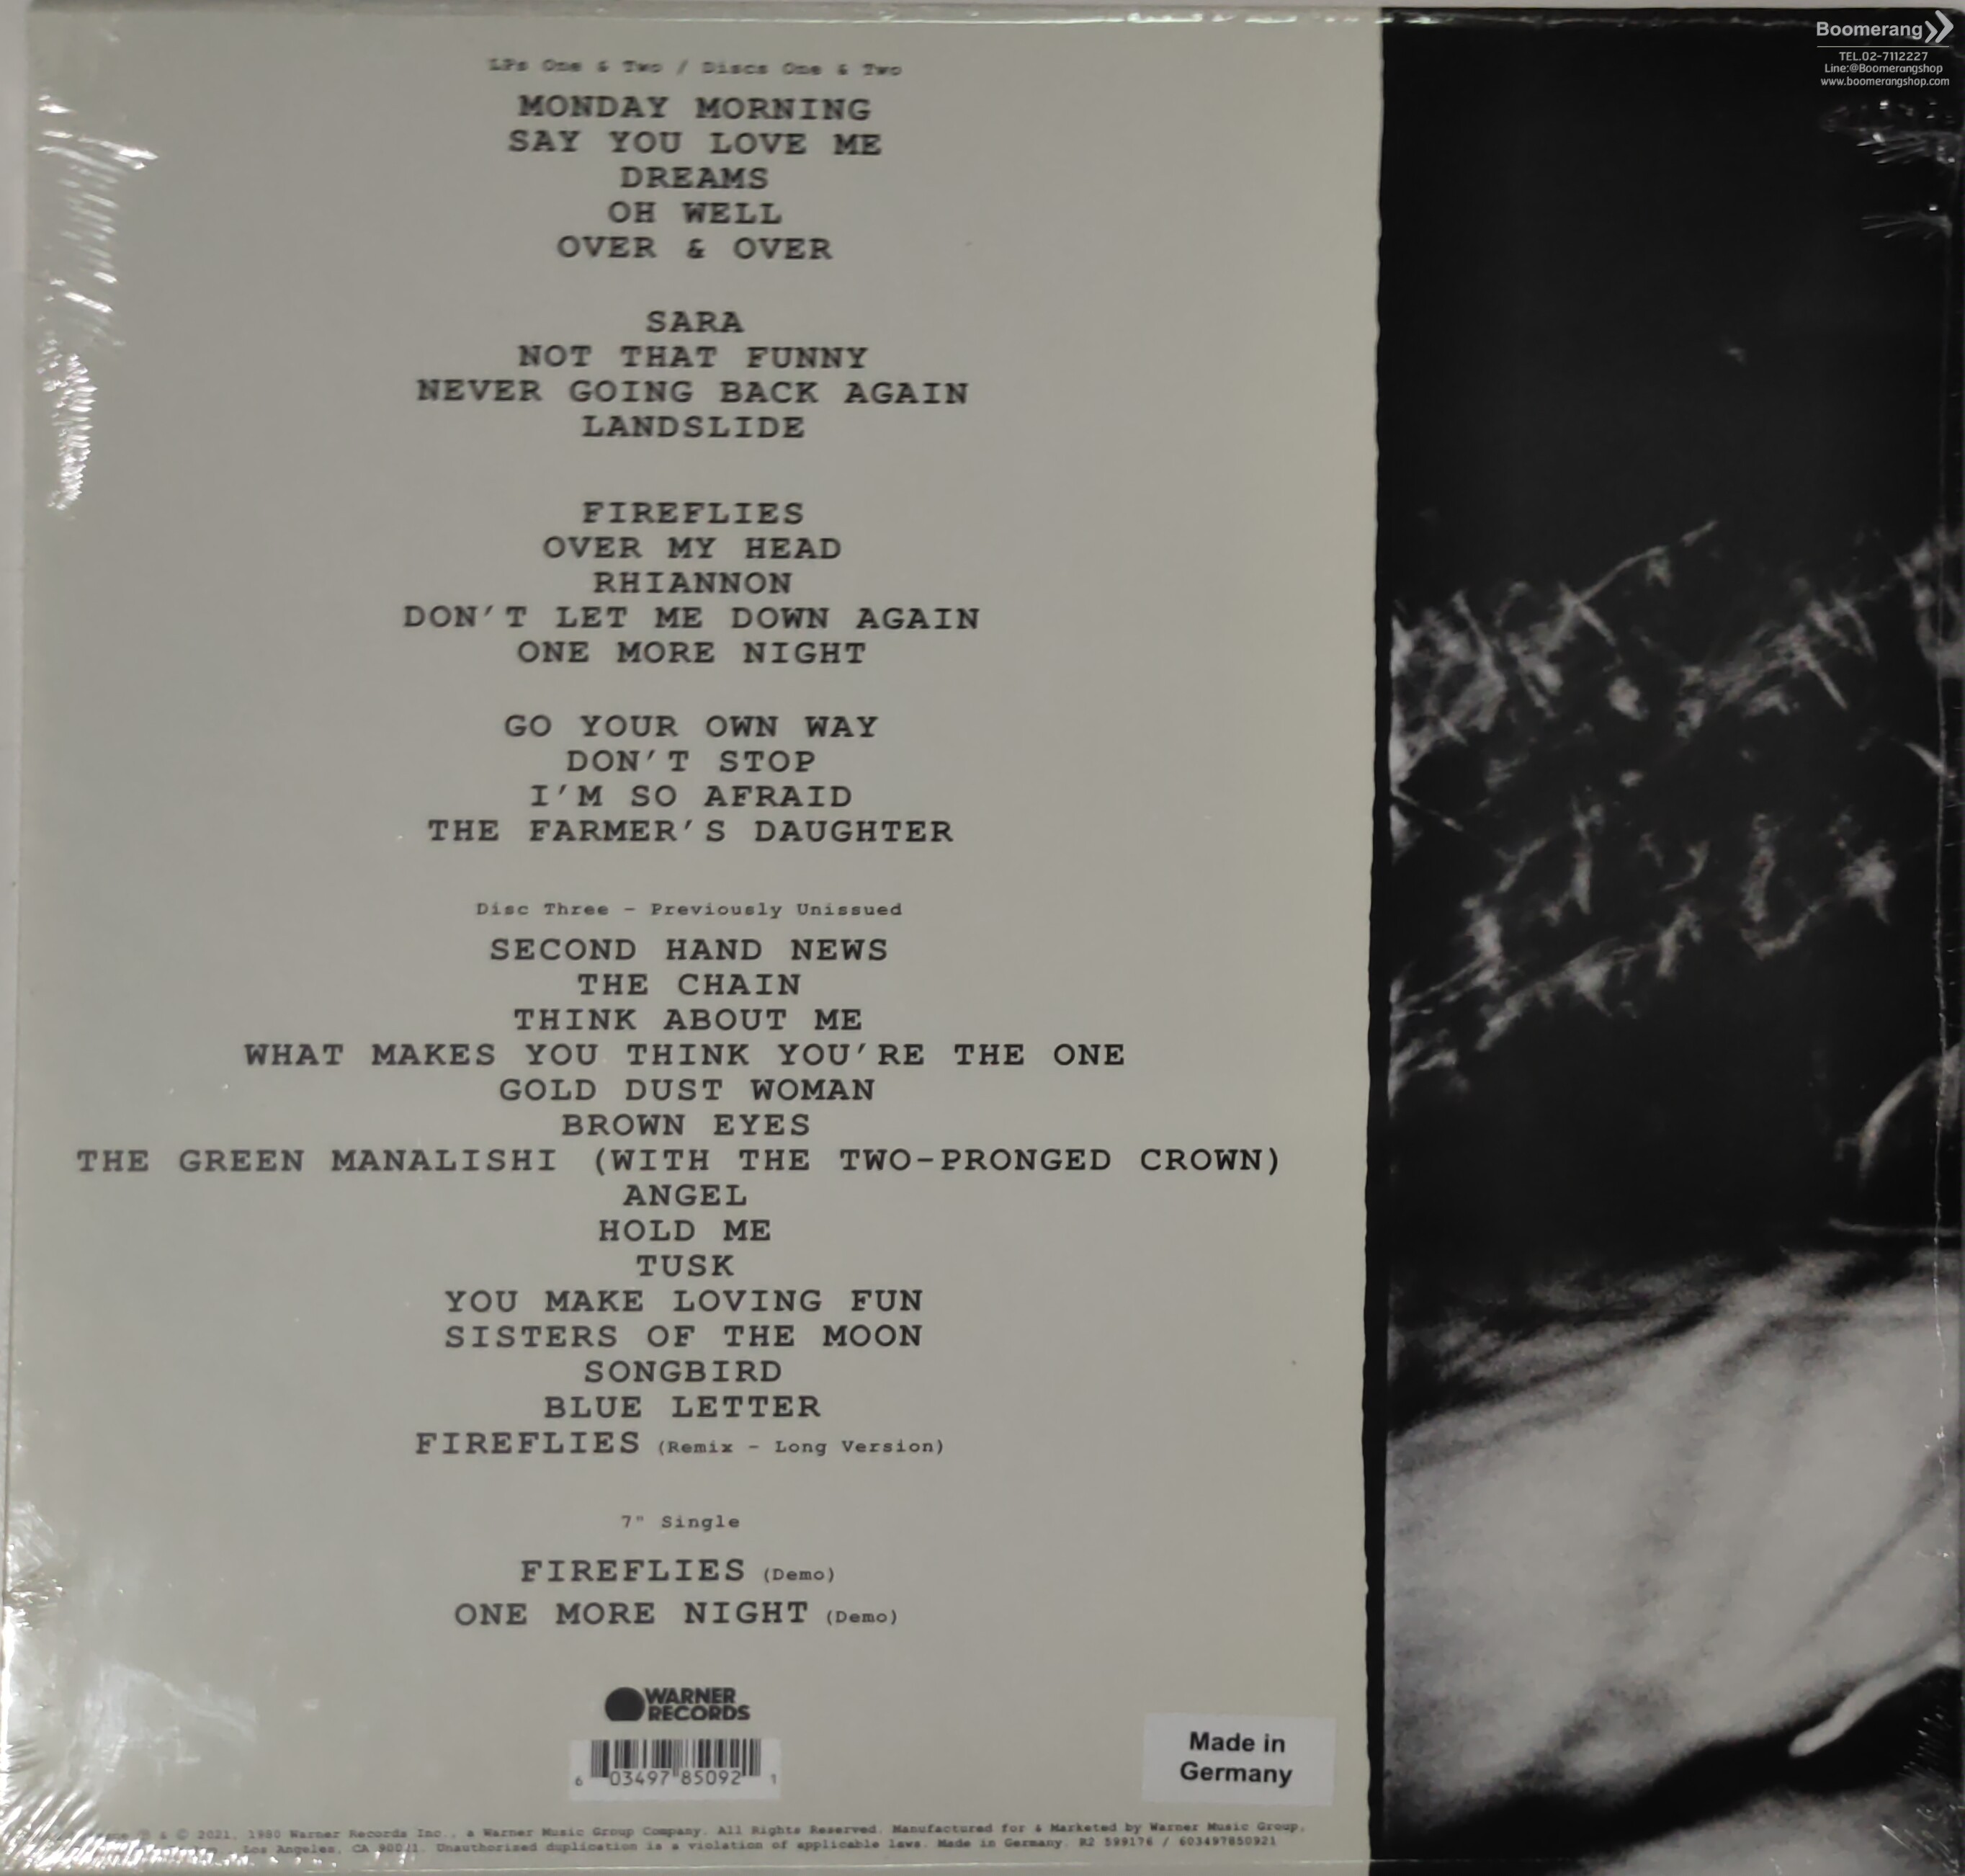 Boomerang
TEL.02-7112227
Line:@Boomerangshop
www.boomerangshop.com
LPs One & Two / Discs One & Two
MONDAY MORNING
SAY YOU LOVE ME
DREAMS
OH WELL
OVER & OVER
SARA
NOT THAT FUNNY
NEVER GOING BACK AGAIN
LANDSLIDE
FIREFLIES
OVER MY HEAD
RHIANNON
DON'T LET ME DOWN AGAIN
ONE MORE NIGHT
GO YOUR OWN WAY
DON'T STOP
I'M SO AFRAID
THE FARMER'S DAUGHTER
Disc Three - Previously Unissued
SECOND HAND NEWS
THE CHAIN
THINK ABOUT ME
WHAT MAKES YOU THINK YOU'RE THE ONE
GOLD DUST WOMAN
BROWN EYES
THE GREEN MANALISHI (WITH THE TWO-PRONGED CROWN)
ANGEL
HOLD ME
TUSK
YOU MAKE LOVING FUN
SISTERS OF THE MOON
SONGBIRD
BLUE LETTER
FIREFLIES (Remix - Long Version)
7" Single
FIREFLIES (Demo)
ONE MORE NIGHT (Demo)
WARNER
RECORDS
6 03497 85092 1
Made in
Germany
& © 2021, 1980 Warner Records Inc., a Warner Music Group Company. All Rights Reserved. Manufactured for & Marketed by Warner Music Group,
Los Angeles, CA Unauthorized duplication is a violation of applicable laws. Made in Germany. R2 599176 / 603497850921